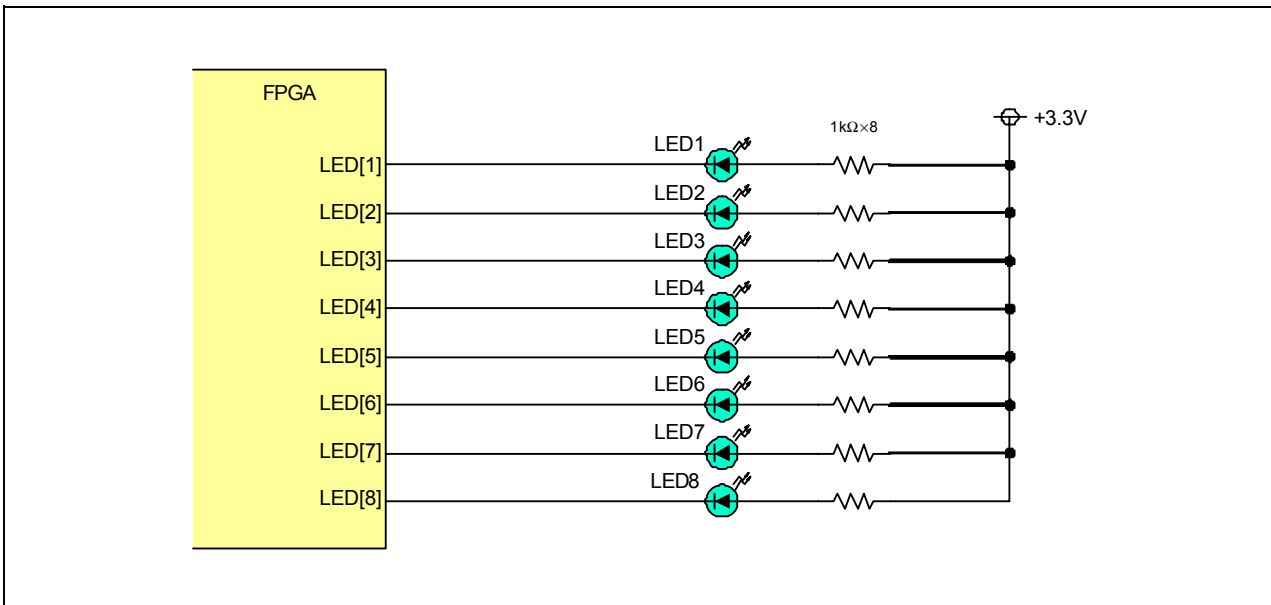 FPGA
+3.3V
1kΩ×8
LED1
LED[1]
LED2
LED[2]
LED3
LED[3]
LED4
LED[4]
LED5
LED[5]
LED6
LED[6]
LED7
LED[7]
LED8
LED[8]